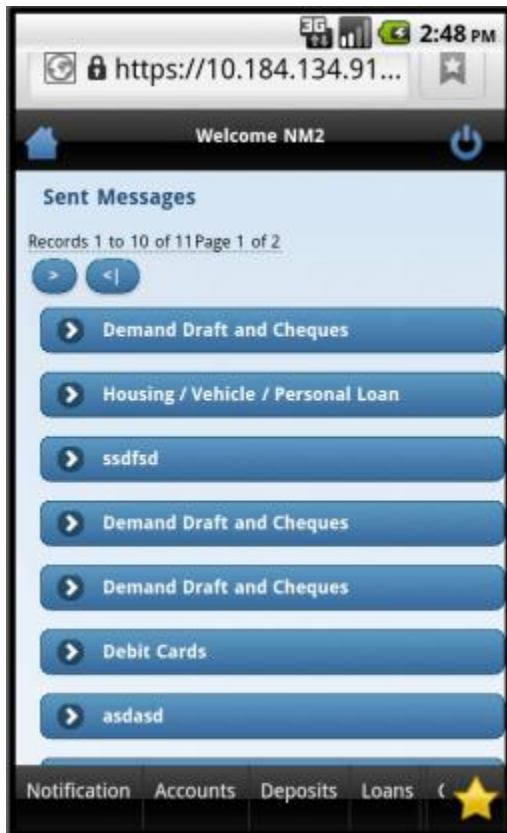 3G 2:48 PM
https://10.184.134.91...
Welcome NM2
Sent Messages
Records 1 to 10 of 11Page 1 of 2
> <|
Demand Draft and Cheques
Housing / Vehicle / Personal Loan
ssdfsd
Demand Draft and Cheques
Demand Draft and Cheques
Debit Cards
asdasd
Notification Accounts Deposits Loans